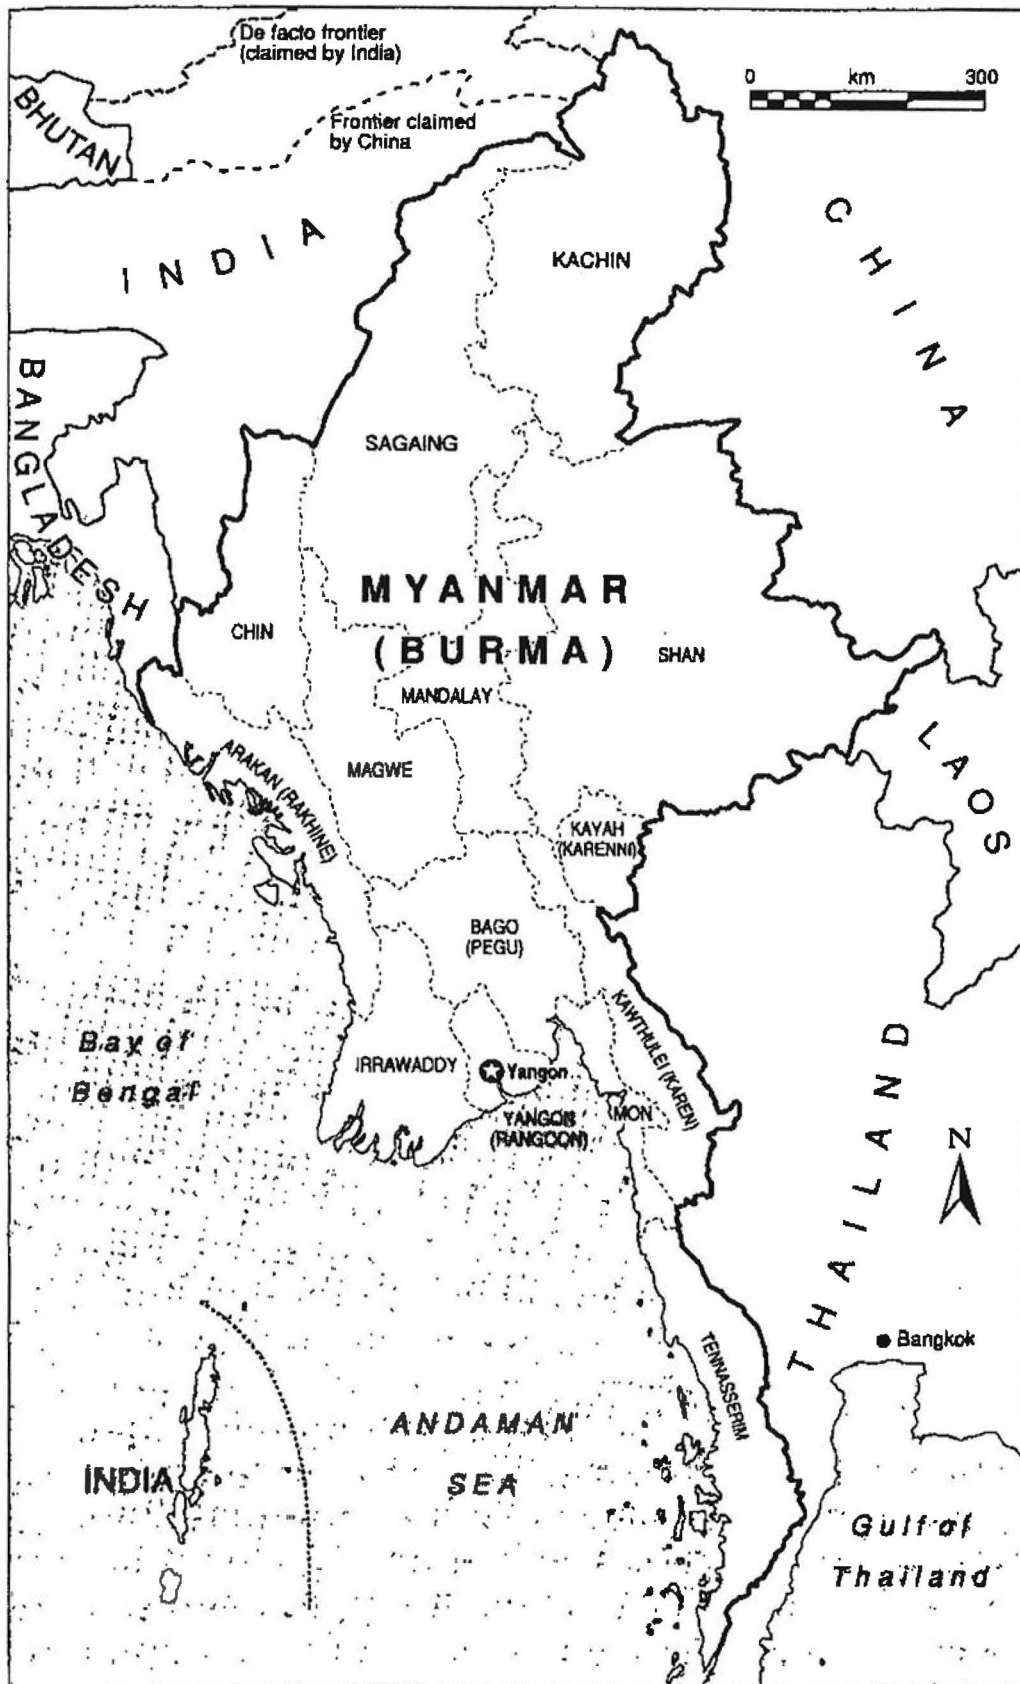 De facto frontier
(claimed by India)
0 km 300
BHUTAN
Frontier claimed
by China
INDIA
CHINA
KACHIN
BANGLADESH
SAGAING
MYANMAR
(BURMA)
CHIN
SHAN
MANDALAY
LAOS
ARAKAN (RAKHINE)
MAGWE
KAYAH
(KARENNI)
BAGO
(PEGU)
KAWTHULEI (KAREN)
Bay of
Bengal
IRRAWADDY
Yangon
YANGON
(RANGOON)
MON
THAILAND
N
Bangkok
TENNASSERIM
ANDAMAN
SEA
INDIA
Gulf of
Thailand